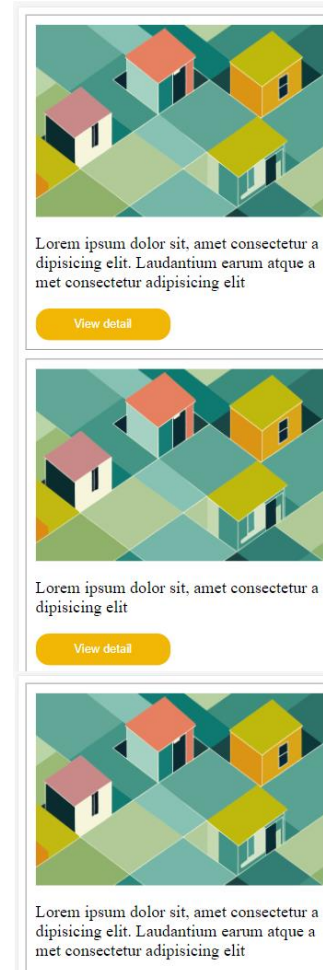 Lorem ipsum dolor sit, amet consectetur a
dipisicing elit. Laudantium earum atque a
met consectetur adipisicing elit
View detail
Lorem ipsum dolor sit, amet consectetur a
dipisicing elit
View detail
Lorem ipsum dolor sit, amet consectetur a
dipisicing elit. Laudantium earum atque a
met consectetur adipisicing elit